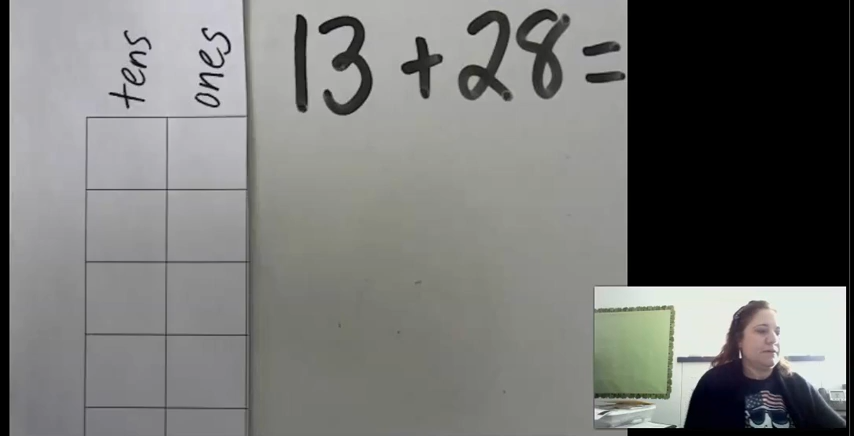 tens
ones
13 + 28 =